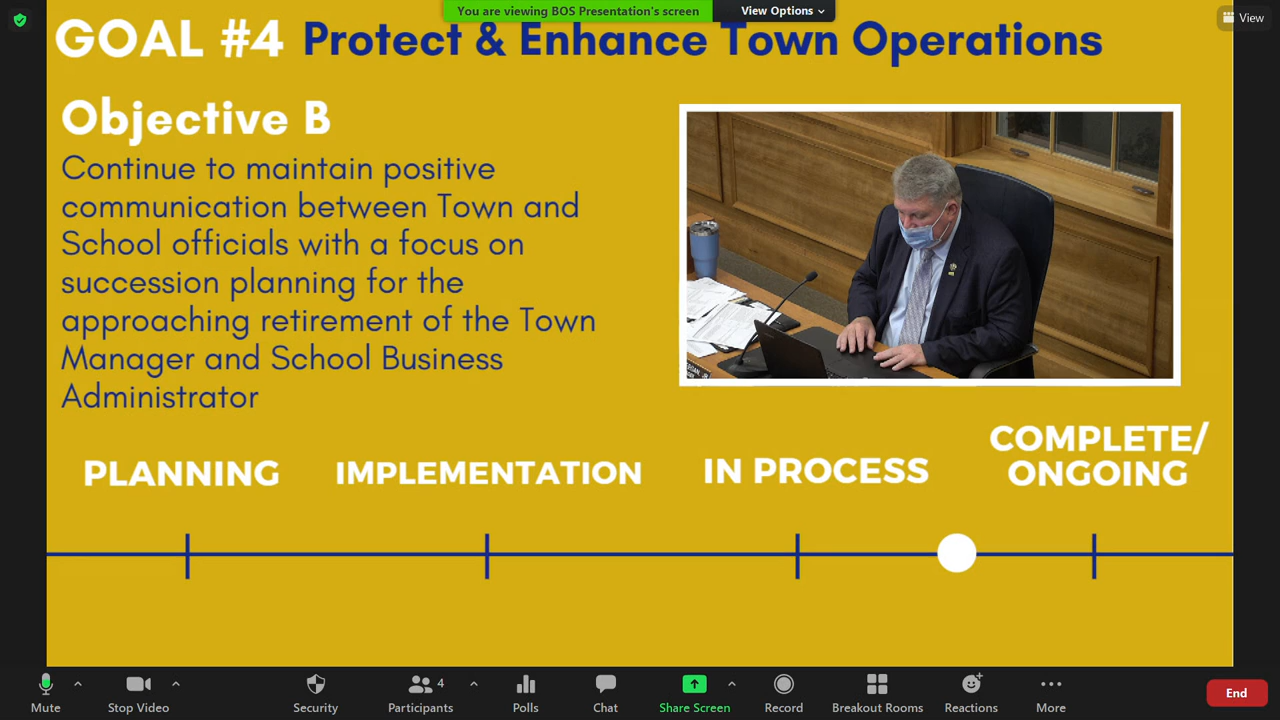 You are viewing BOS Presentation's screen
View Options
View
GOAL #4 Protect & Enhance Town Operations
Objective B
Continue to maintain positive
communication between Town and
School officials with a focus on
succession planning for the
approaching retirement of the Town
Manager and School Business
Administrator
PLANNING
IMPLEMENTATION
IN PROCESS
COMPLETE/
ONGOING
Mute
Stop Video
Security
4
Participants
Polls
Chat
Share Screen
Record
Breakout Rooms
Reactions
More
End